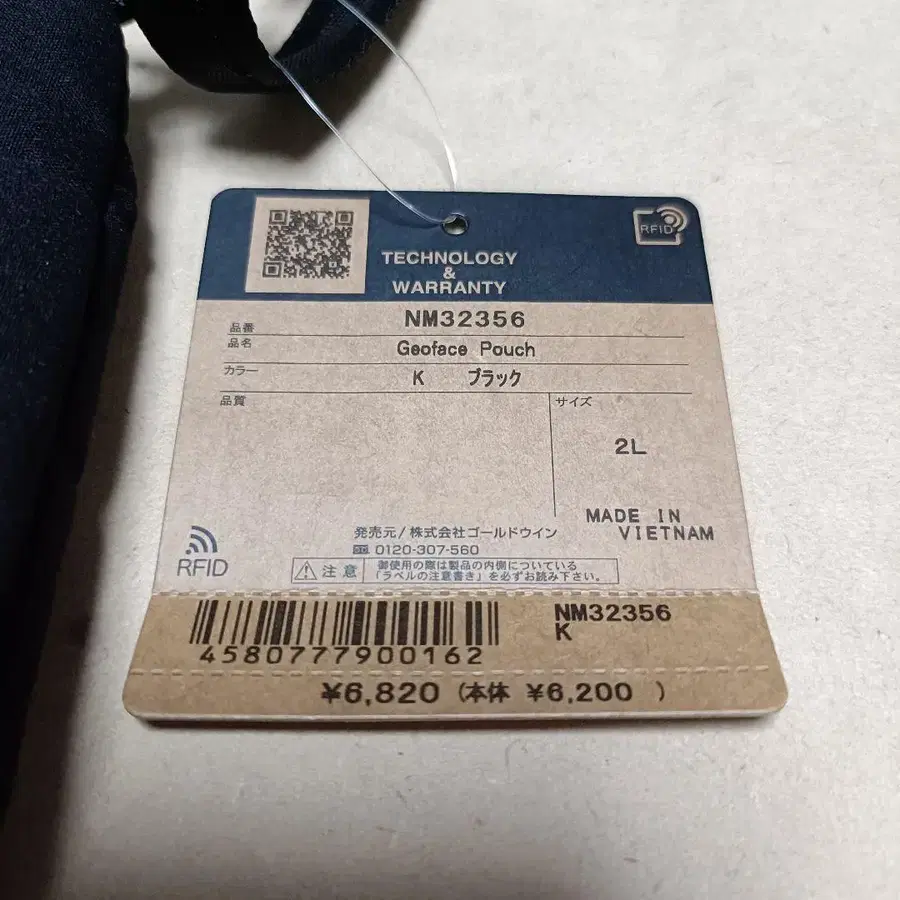 RFID
TECHNOLOGY
&
WARRANTY
品番 NM32356
品名 Geoface Pouch
カラー K ブラック
品質
サイズ
2L
MADE IN
VIETNAM
発売元/株式会社ゴールドウイン
0120-307-560
RFID
注意
御使用の際は製品の内側についている
「ラベルの注意書き」を必ずお読み下さい。
NM32356
K
4580777900162
¥6,820 (本体 ¥6,200 )